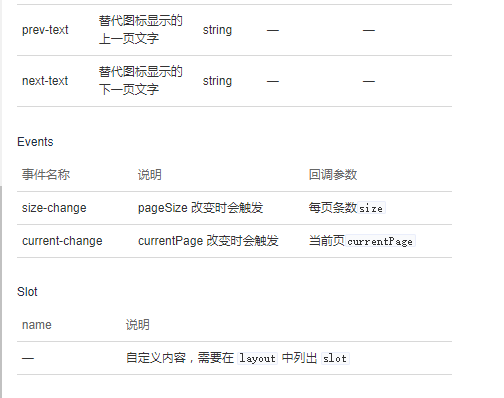 prev-text 替代图标显示的 string — —
上一页文字
next-text 替代图标显示的 string — —
下一页文字
Events
事件名称 说明 回调参数
size-change pageSize 改变时会触发 每页条数size
current-change currentPage 改变时会触发 当前页currentPage
Slot
name 说明
— 自定义内容，需要在 layout 中列出 slot